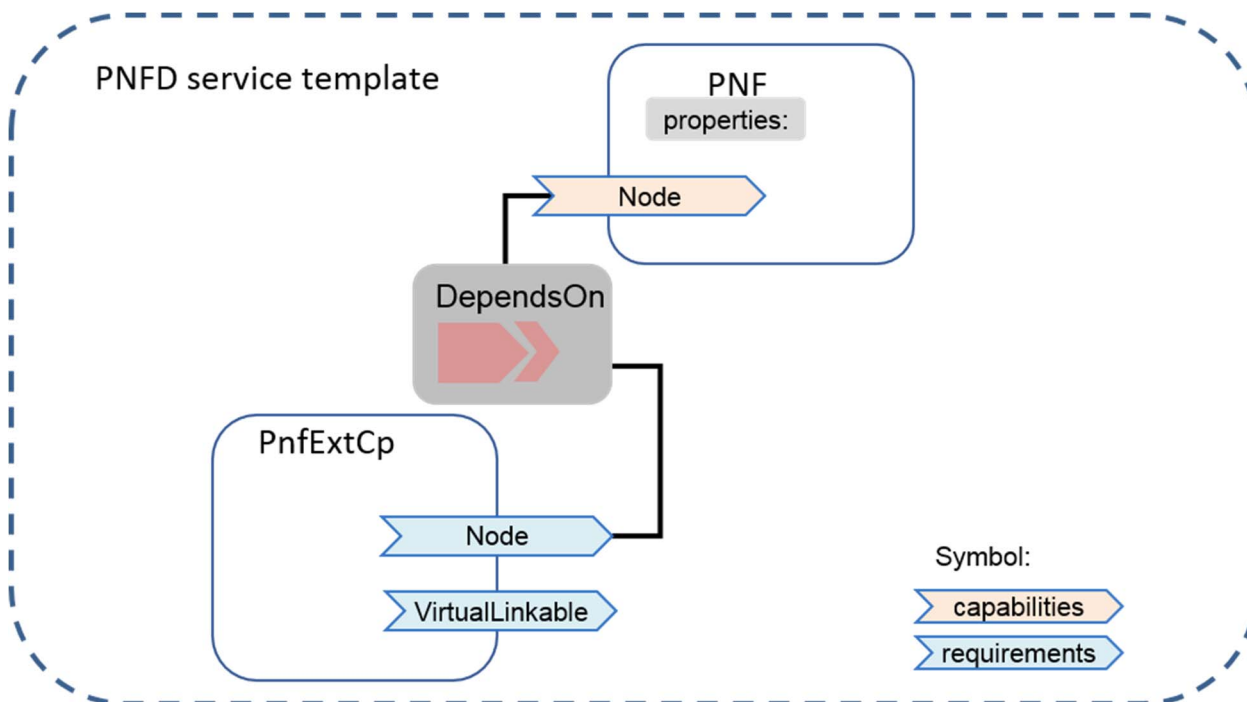 PNFD service template
PNF
properties:
Node
DependsOn
PnfExtCp
Node
VirtualLinkable
Symbol:
capabilities
requirements